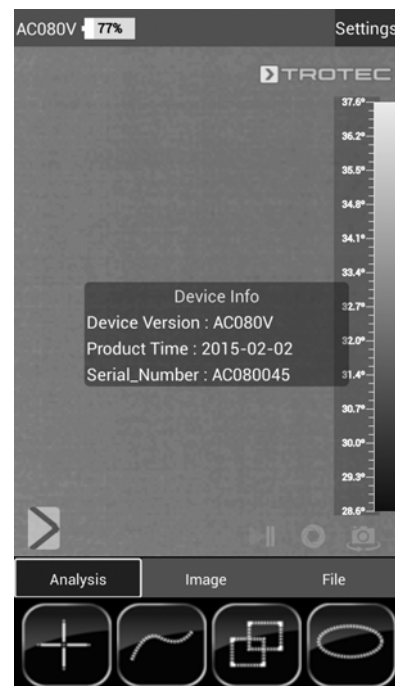 AC080V 77% Settings
TROTEC
37.6°
36.2°
35.5°
34.8°
34.1°
33.4°
Device Info
32.7°
Device Version : AC080V
32.0°
Product Time : 2015-02-02
31.4°
Serial_Number : AC080045
30.7°
30.0°
29.3°
28.6°
Analysis Image File